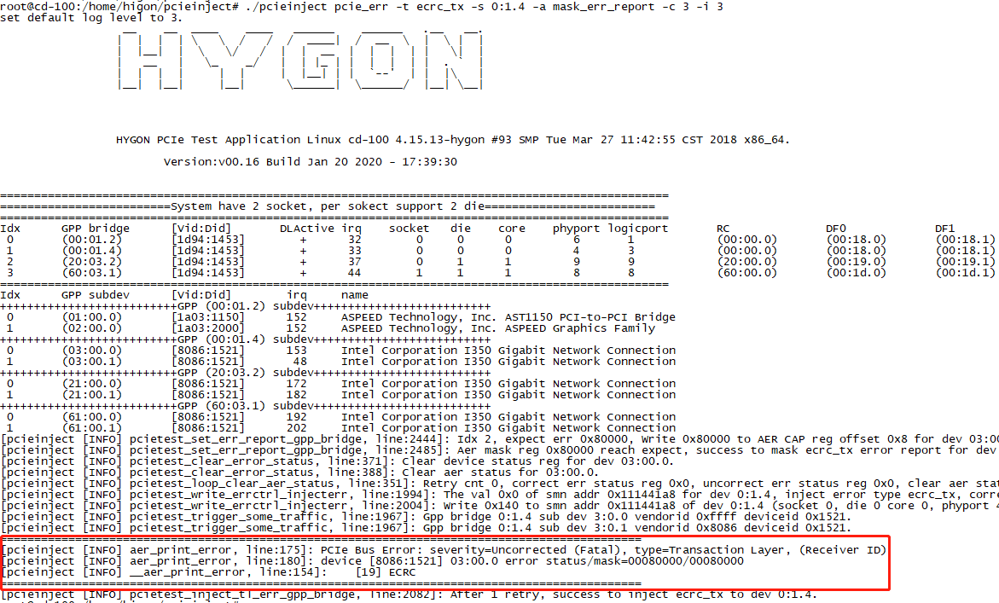 root@cd-100:/home/higon/pcieinject# ./pcieinject pcie_err -t ecrc_tx -s 0:1.4 -a mask_err_report -c 3 -i 3
set default log level to 3.
HYGON
HYGON PCIe Test Application Linux cd-100 4.15.13-hygon #93 SMP Tue Mar 27 11:42:55 CST 2018 x86_64.
Version:v00.16 Build Jan 20 2020 - 17:39:30
==================================================================================================
=========================System have 2 socket, per sokect support 2 die=========================
==================================================================================================
Idx GPP bridge [Vid:Did] DLActive irq socket die core phyport logicport RC DF0 DF1
0 (00:01.2) [1d94:1453] + 32 0 0 0 6 1 (00:00.0) (00:18.0) (00:18.1)
1 (00:01.4) [1d94:1453] + 33 0 0 0 4 3 (00:00.0) (00:18.0) (00:18.1)
2 (20:03.2) [1d94:1453] + 37 0 1 1 9 9 (20:00.0) (00:19.0) (00:19.1)
3 (60:03.1) [1d94:1453] + 44 1 1 1 8 8 (60:00.0) (00:1d.0) (00:1d.1)
==================================================================================================
Idx GPP subdev [Vid:Did] irq name
++++++++++++++++++++++++++GPP (00:01.2) subdev++++++++++++++++++++++++++
0 (01:00.0) [1a03:1150] 152 ASPEED Technology, Inc. AST1150 PCI-to-PCI Bridge
1 (02:00.0) [1a03:2000] 152 ASPEED Technology, Inc. ASPEED Graphics Family
++++++++++++++++++++++++++GPP (00:01.4) subdev++++++++++++++++++++++++++
0 (03:00.0) [8086:1521] 153 Intel Corporation I350 Gigabit Network Connection
1 (03:00.1) [8086:1521] 48 Intel Corporation I350 Gigabit Network Connection
++++++++++++++++++++++++++GPP (20:03.2) subdev++++++++++++++++++++++++++
0 (21:00.0) [8086:1521] 172 Intel Corporation I350 Gigabit Network Connection
1 (21:00.1) [8086:1521] 182 Intel Corporation I350 Gigabit Network Connection
++++++++++++++++++++++++++GPP (60:03.1) subdev++++++++++++++++++++++++++
0 (61:00.0) [8086:1521] 192 Intel Corporation I350 Gigabit Network Connection
1 (61:00.1) [8086:1521] 202 Intel Corporation I350 Gigabit Network Connection
[pcieinject [INFO] pcietest_set_err_report_gpp_bridge, line:2444]: Idx 2, expect err 0x80000, Write 0x80000 to AER CAP reg offset 0x8 for dev 03:00
[pcieinject [INFO] pcietest_set_err_report_gpp_bridge, line:2485]: Aer mask reg 0x80000 reach expect, success to mask ecrc_tx error report for dev
[pcieinject [INFO] pcietest_clear_error_status, line:371]: Clear device status reg for dev 03:00.0.
[pcieinject [INFO] pcietest_clear_error_status, line:388]: Clear aer status for 03:00.0.
[pcieinject [INFO] pcietest_loop_clear_aer_status, line:351]: Retry cnt 0, correct err status reg 0x0, uncorrect err status reg 0x0, clear aer stat
[pcieinject [INFO] pcietest_write_errctrl_injecterr, line:1994]: The val 0x0 of smn addr 0x111441a8 for dev 0:1.4, inject error type ecrc_tx, correc
[pcieinject [INFO] pcietest_write_errctrl_injecterr, line:2004]: Write 0x140 to smn addr 0x111441a8 of dev 0:1.4 (socket 0, die 0 core 0, phyport 4
[pcieinject [INFO] pcietest_trigger_some_traffic, line:1967]: Gpp bridge 0:1.4 sub dev 3:0.0 vendorid 0xffff deviceid 0x1521.
[pcieinject [INFO] pcietest_trigger_some_traffic, line:1967]: Gpp bridge 0:1.4 sub dev 3:0.1 vendorid 0x8086 deviceid 0x1521.
==============================================================================================
[pcieinject [INFO] aer_print_error, line:175]: PCIe Bus Error: severity=Uncorrected (Fatal), type=Transaction Layer, (Receiver ID)
[pcieinject [INFO] aer_print_error, line:180]: device [8086:1521] 03:00.0 error status/mask=00080000/00080000
[pcieinject [INFO] __aer_print_error, line:154]: [19] ECRC
==============================================================================================
[pcieinject [INFO] pcietest_inject_tl_err_gpp_bridge, line:2082]: After 1 retry, success to inject ecrc_tx to dev 0:1.4.